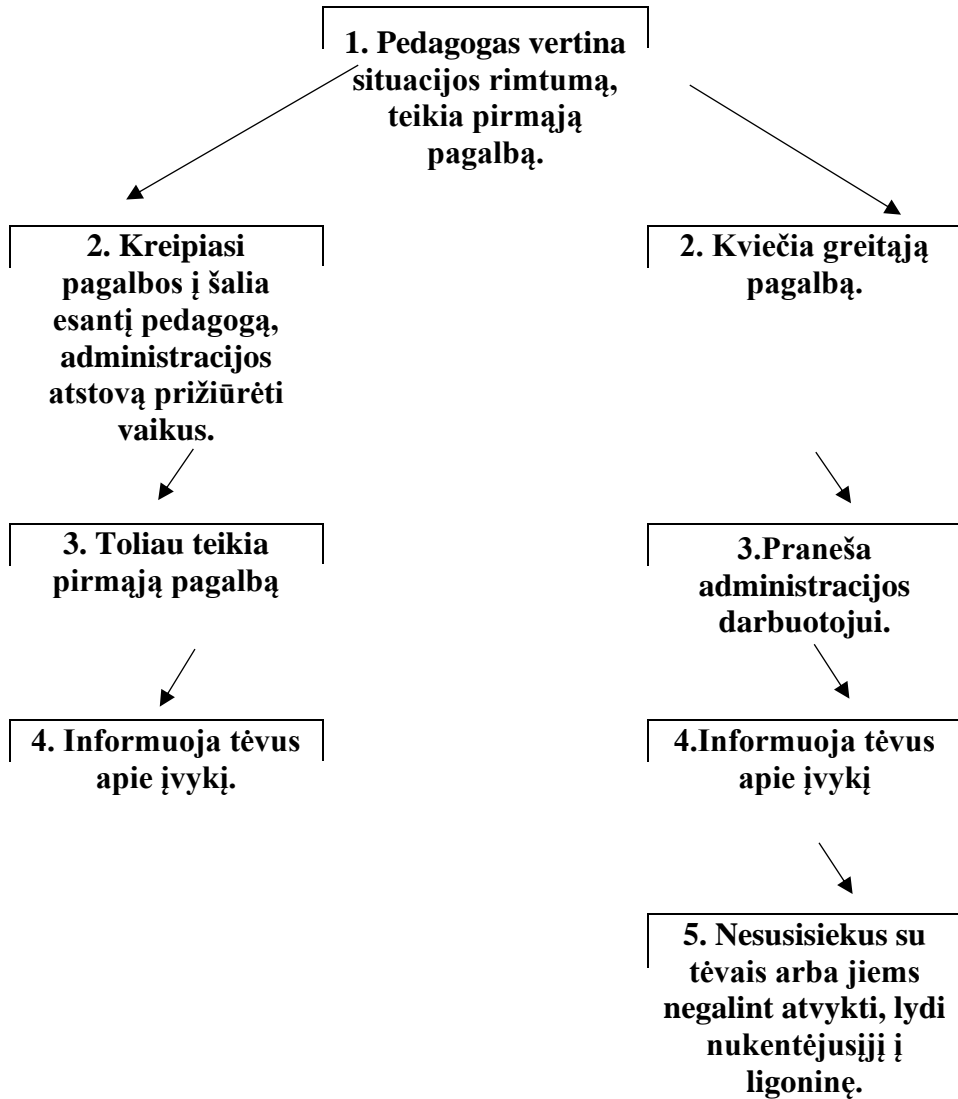 1. Pedagogas vertina
situacijos rimtumą,
teikia pirmąją
pagalbą.
2. Kreipiasi
pagalbos į šalia
esantį pedagogą,
administracijos
atstovą prižiūrėti
vaikus.
2. Kviečia greitąją
pagalbą.
3. Toliau teikia
pirmąją pagalbą
3.Praneša
administracijos
darbuotojui.
4. Informuoja tėvus
apie įvykį.
4.Informuoja tėvus
apie įvykį
5. Nesusisiekus su
tėvais arba jiems
negalint atvykti, lydi
nukentėjusįjį į
ligoninę.